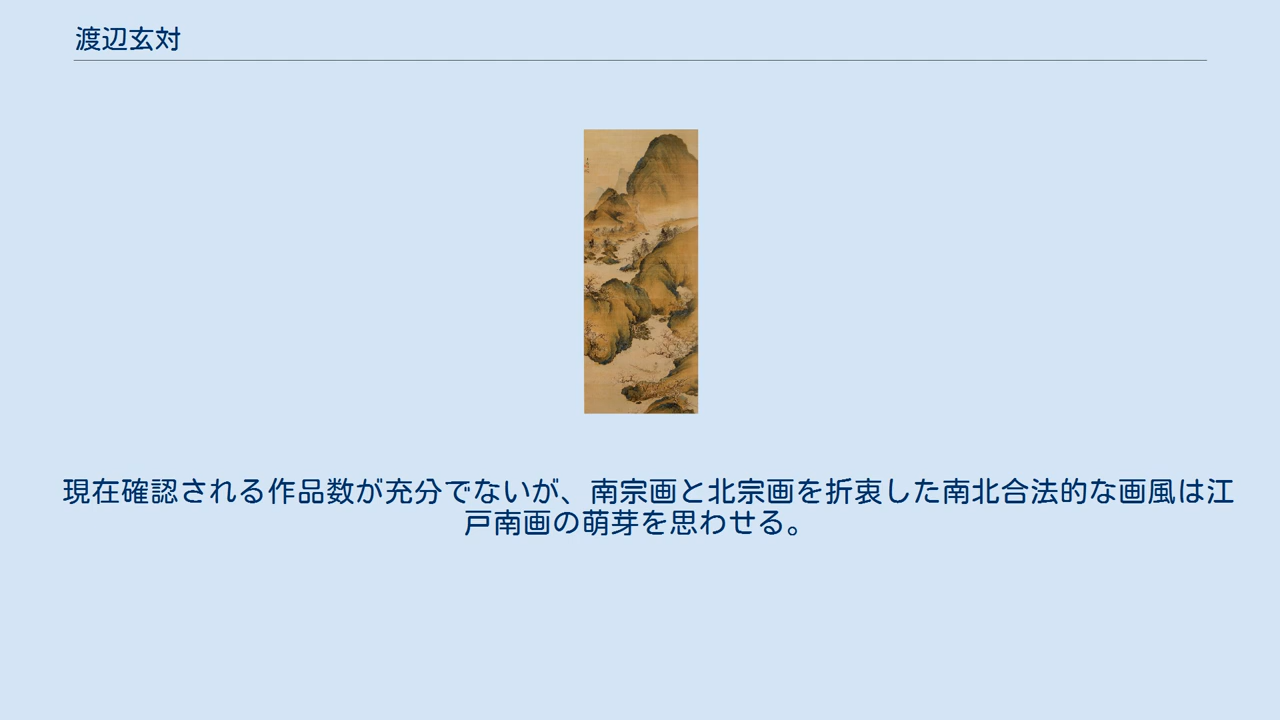 渡辺玄対
現在確認される作品数が充分でないが、南宗画と北宗画を折衷した南北合法的な画風は江
戸南画の萌芽を思わせる。